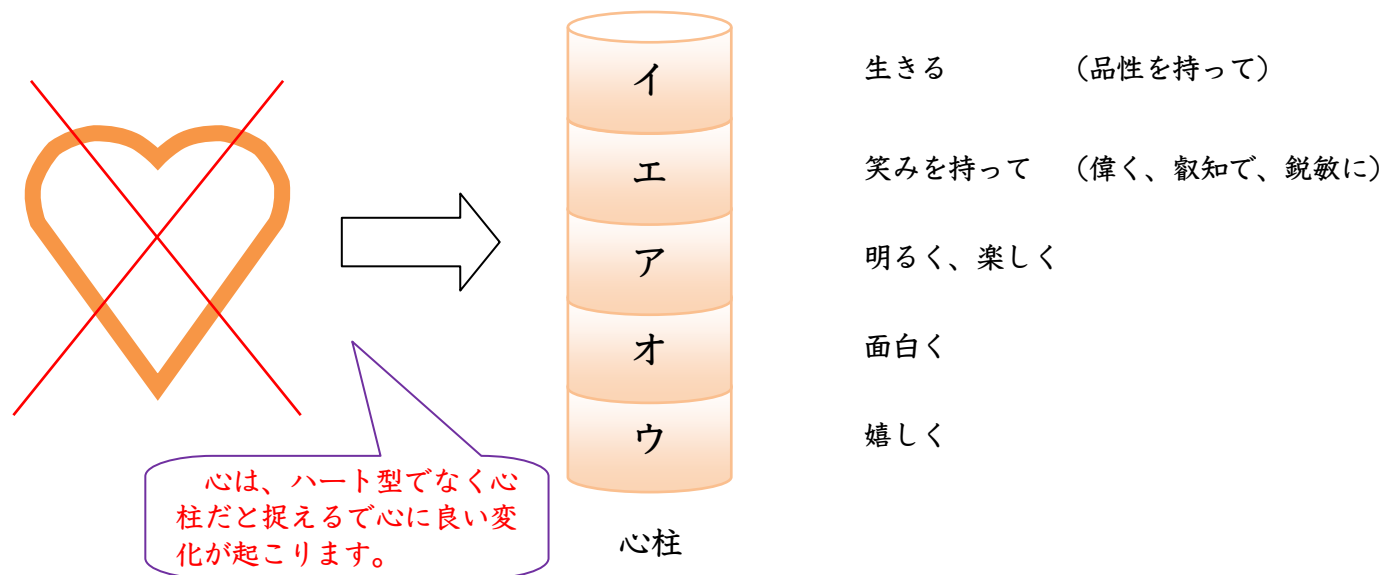 イ 生きる （品性を持って）
エ 笑みを持って （偉く、叡知で、鋭敏に）
ア 明るく、楽しく
オ 面白く
ウ 嬉しく
心は、ハート型でなく心
柱だと捉えるで心に良い変
化が起こります。
心柱